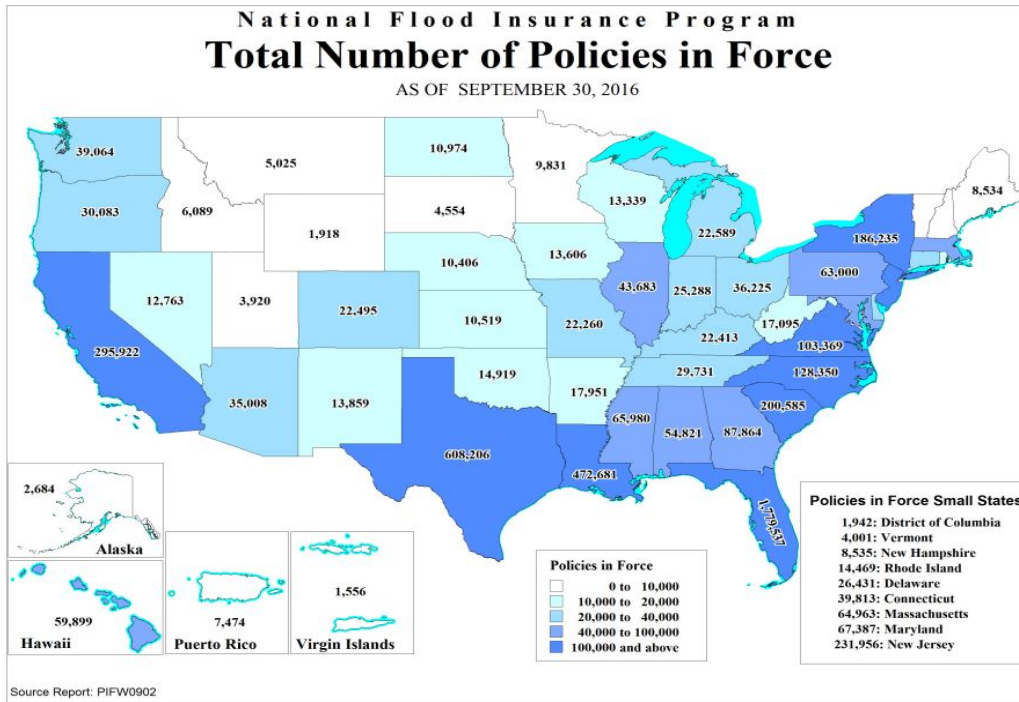 National Flood Insurance Program
Total Number of Policies in Force
AS OF SEPTEMBER 30, 2016
39,064
5,025
10,974
9,831
8,534
30,083
6,089
4,554
13,339
22,589
186,235
1,918
10,406
13,606
63,000
12,763
3,920
22,495
43,683
25,288
36,225
10,519
22,260
22,413
17,095
295,922
103,369
29,731
128,350
35,008
13,859
14,919
17,951
65,980
54,821
87,864
200,585
608,206
472,681
1,779,537
2,684
Alaska
59,899
Hawaii
7,474
Puerto Rico
1,556
Virgin Islands
Policies in Force
0 to 10,000
10,000 to 20,000
20,000 to 40,000
40,000 to 100,000
100,000 and above
Policies in Force Small States
1,942: District of Columbia
4,001: Vermont
8,535: New Hampshire
14,469: Rhode Island
26,431: Delaware
39,813: Connecticut
64,963: Massachusetts
67,387: Maryland
231,956: New Jersey
Source Report: PIFW0902